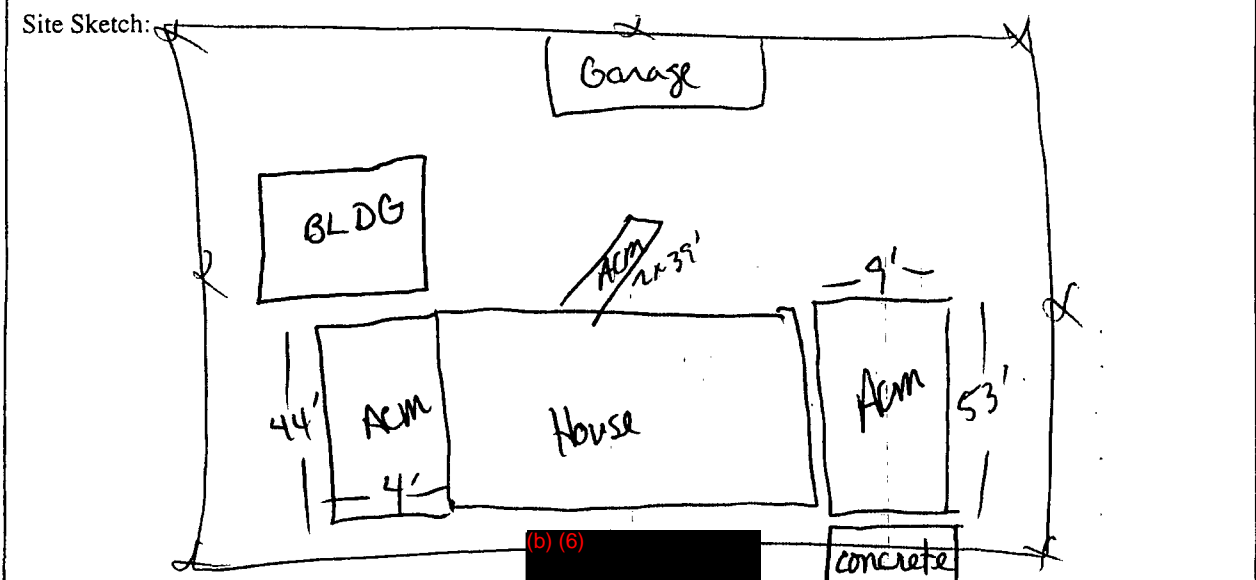 Site Sketch:
Garage
BLDG
ACM
2x39'
9'
44'
ACM
House
ACM
53'
4'
(b) (6)
concrete